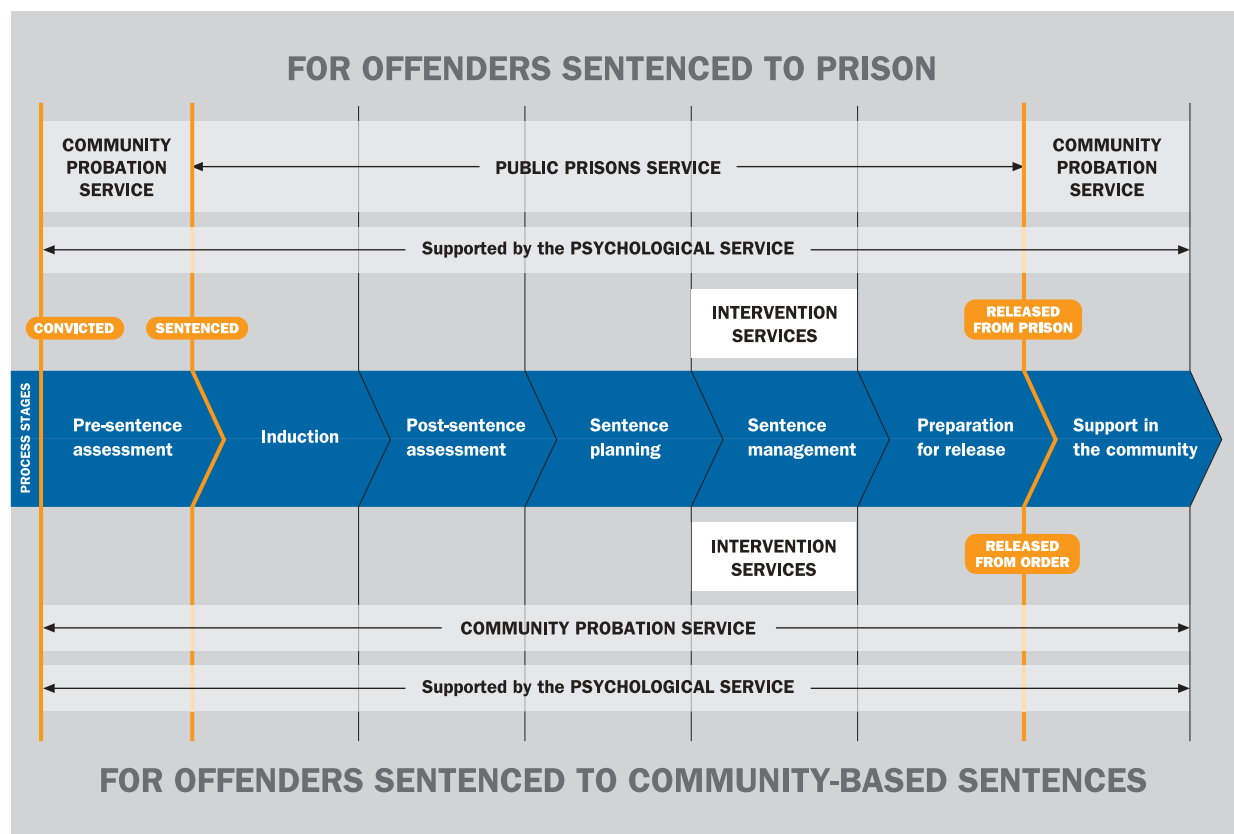 FOR OFFENDERS SENTENCED TO PRISON
COMMUNITY
PROBATION
SERVICE
PUBLIC PRISONS SERVICE
COMMUNITY
PROBATION
SERVICE
Supported by the PSYCHOLOGICAL SERVICE
CONVICTED
SENTENCED
INTERVENTION
SERVICES
RELEASED
FROM PRISON
PROCESS STAGES
Pre-sentence
assessment
Induction
Post-sentence
assessment
Sentence
planning
Sentence
management
Preparation
for release
Support in
the community
INTERVENTION
SERVICES
RELEASED
FROM ORDER
COMMUNITY PROBATION SERVICE
Supported by the PSYCHOLOGICAL SERVICE
FOR OFFENDERS SENTENCED TO COMMUNITY-BASED SENTENCES